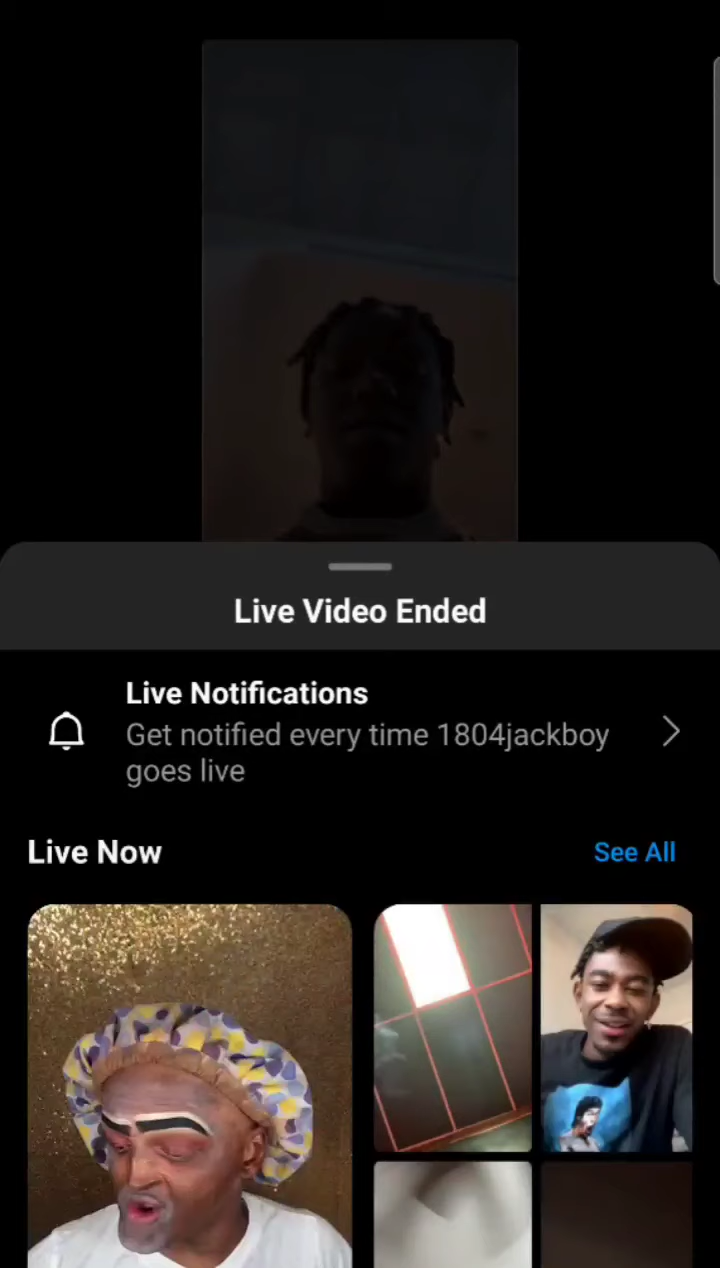 Live Video Ended
Live Notifications
Get notified every time 1804jackboy
goes live
Live Now
See All